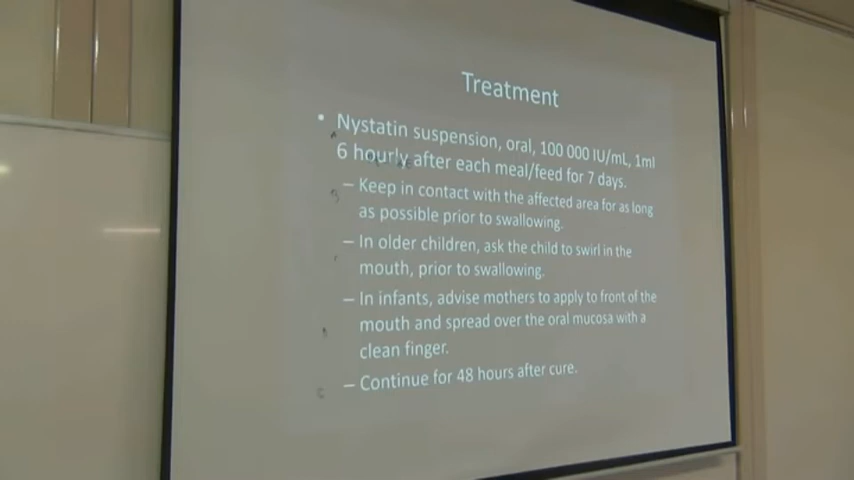 Treatment
• Nystatin suspension, oral, 100 000 IU/mL, 1ml
6 hourly after each meal/feed for 7 days.
– Keep in contact with the affected area for as long
as possible prior to swallowing.
– In older children, ask the child to swirl in the
mouth, prior to swallowing.
– In infants, advise mothers to apply to front of the
mouth and spread over the oral mucosa with a
clean finger.
– Continue for 48 hours after cure.